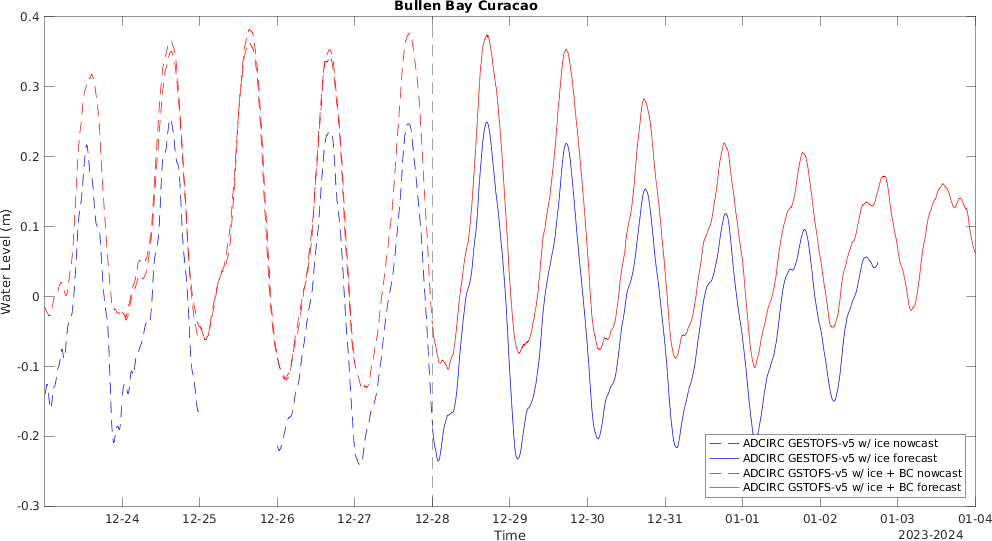 Bullen Bay Curacao
0.4
0.3
0.2
0.1
0
-0.1
-0.2
-0.3
Water Level (m)
12-24 12-25 12-26 12-27 12-28 12-29 12-30 12-31 01-01 01-02 01-03 01-04
Time
2023-2024
ADCIRC GESTOFS-v5 w/ ice nowcast
ADCIRC GESTOFS-v5 w/ ice forecast
ADCIRC GSTOFS-v5 w/ ice + BC nowcast
ADCIRC GSTOFS-v5 w/ ice + BC forecast